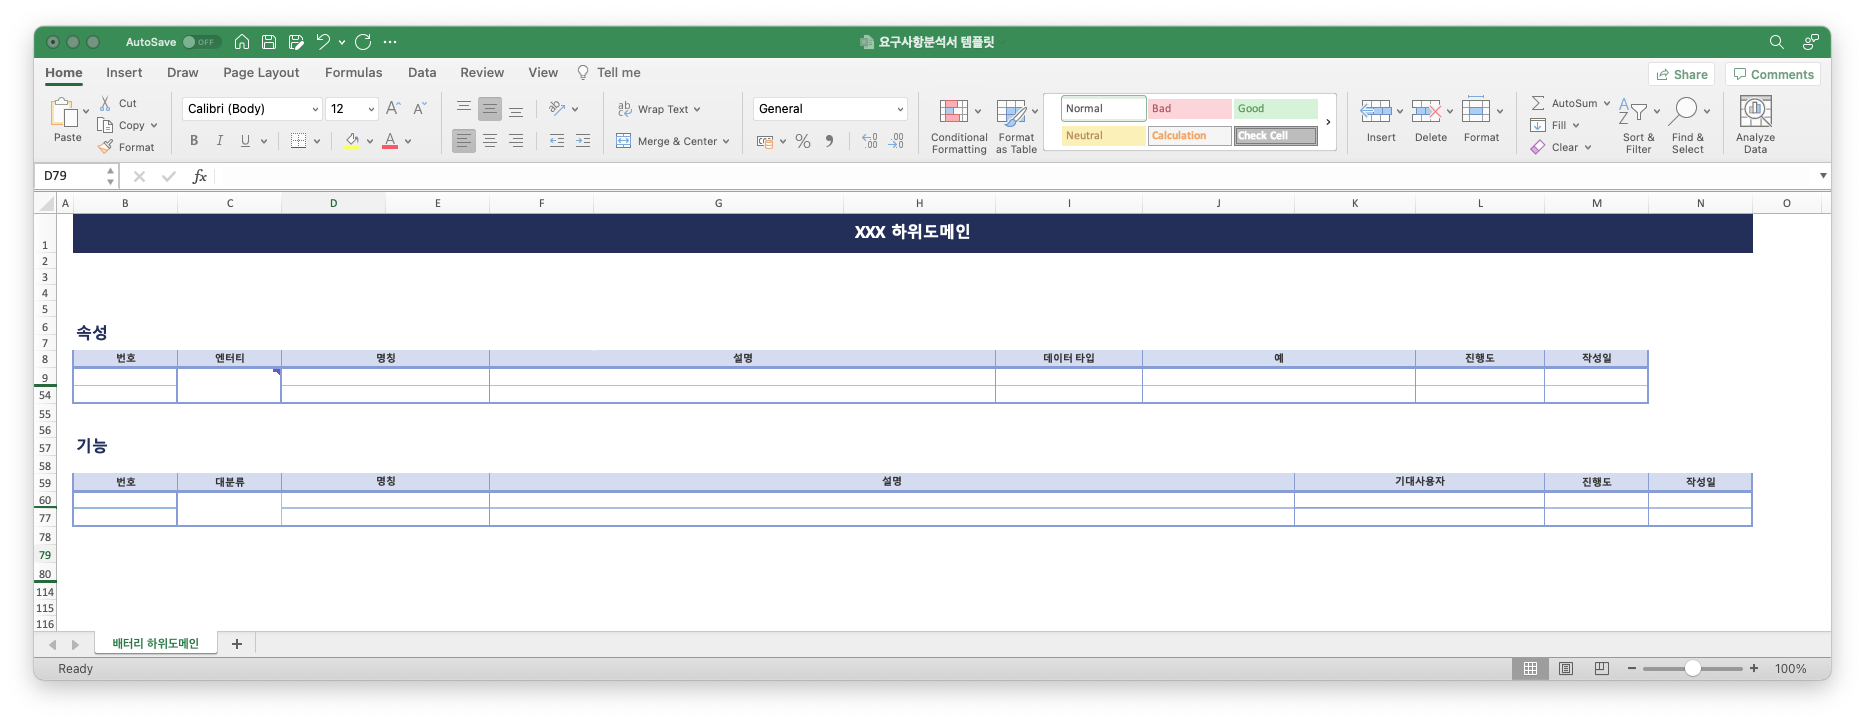 AutoSave OFF 요구사항분석서 템플릿
Home Insert Draw Page Layout Formulas Data Review View Tell me Share Comments
Paste Cut Copy Format
Calibri (Body) 12
B I U A
Wrap Text
Merge & Center
General
Conditional Formatting
Format as Table
Normal Bad Good
Neutral Calculation Check Cell
Insert Delete Format
AutoSum
Fill
Clear
Sort & Filter
Find & Select
Analyze Data
D79 fx
A B C D E F G H I J K L M N O
1 XXX 하위도메인
2
3
4
5
6 속성
7
8 번호 엔터티 명칭 설명 데이터 타입 예 진행도 작성일
9
54
55
56
57 기능
58
59 번호 대분류 명칭 설명 기대사용자 진행도 작성일
60
77
78
79
80
114
115
116
배터리 하위도메인 +
Ready 100%